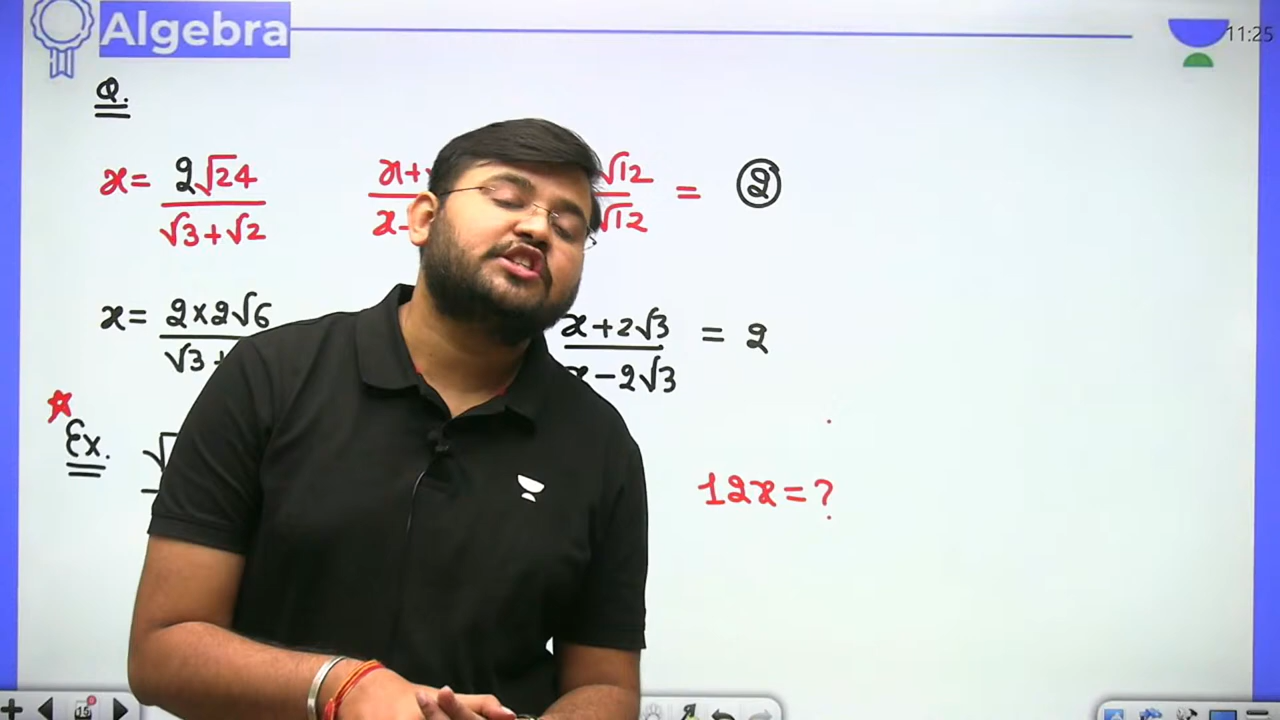 Algebra
11:25
Q.
x = 2√24 / √3+√2
x+ √12 / x- √12 = 2
x = 2×2√6 / √3+
x+2√3 / x-2√3 = 2
Ex.
12x = ?